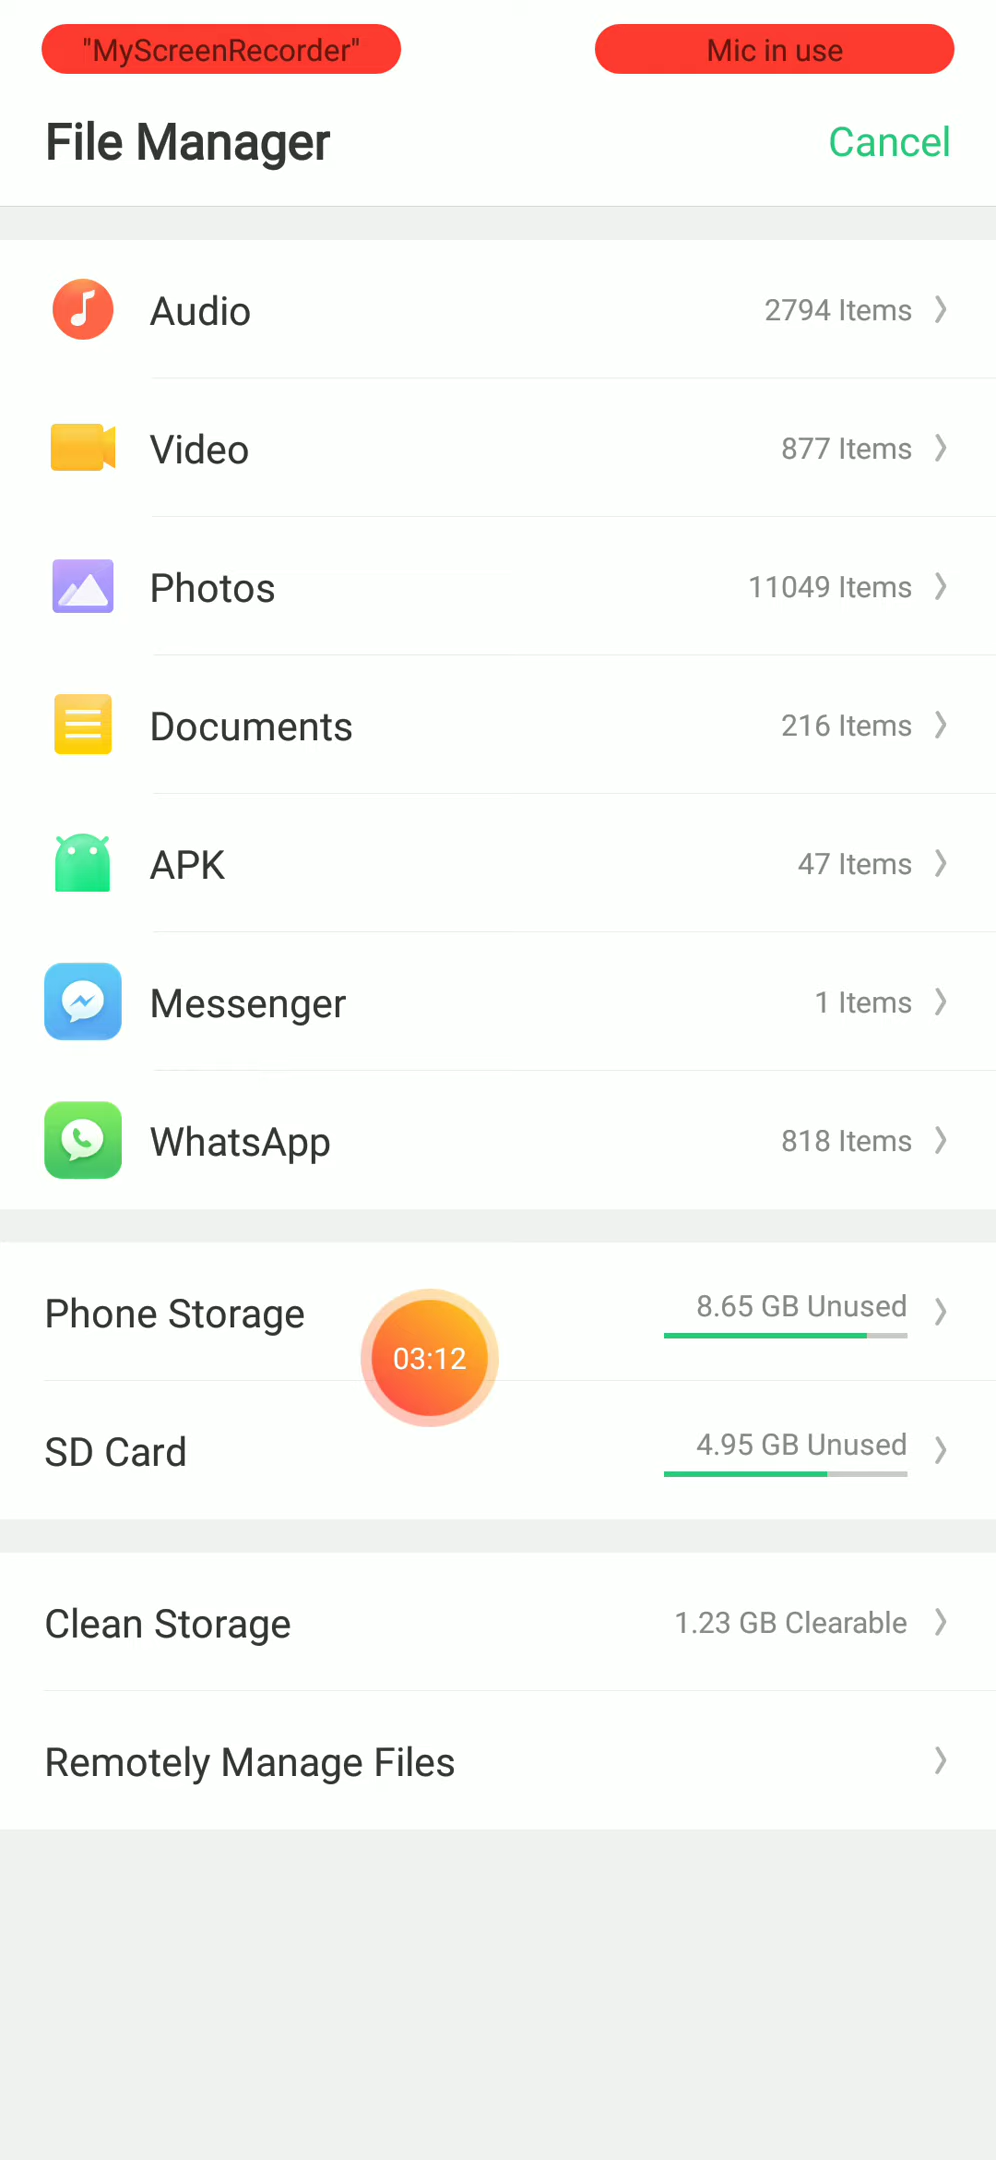 "MyScreenRecorder" Mic in use
File Manager Cancel
Audio 2794 Items
Video 877 Items
Photos 11049 Items
Documents 216 Items
APK 47 Items
Messenger 1 Items
WhatsApp 818 Items
Phone Storage 8.65 GB Unused
03:12
SD Card 4.95 GB Unused
Clean Storage 1.23 GB Clearable
Remotely Manage Files